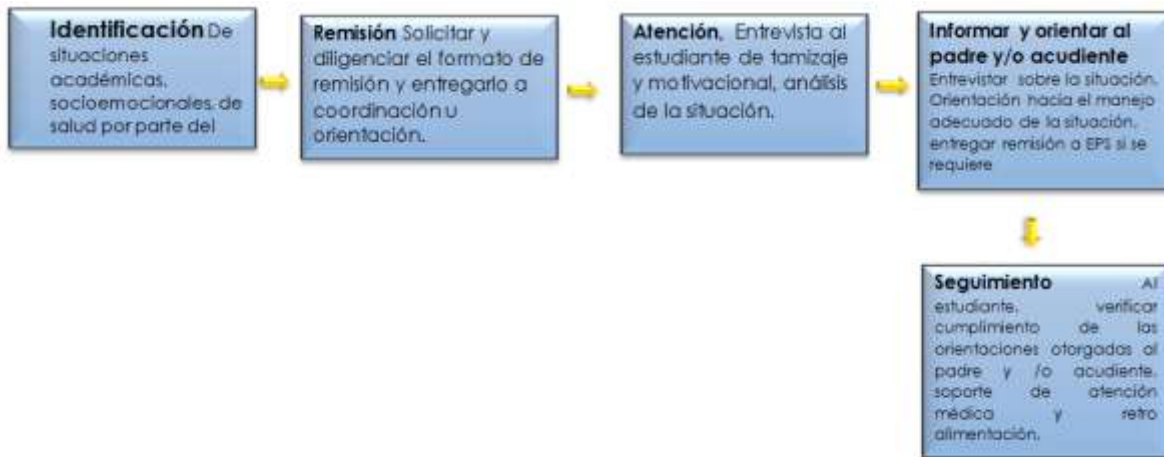 Identificación De
situaciones
académicas,
socioemocionales, de
salud por parte del
Remisión Solicitar y
diligenciar el formato de
remisión y entregarlo a
coordinación u
orientación.
Atención, Entrevista al
estudiante de tamizaje
y motivacional, análisis
de la situación.
Informar y orientar al
padre y/o acudiente
Entrevistar sobre la situación.
Orientación hacia el manejo
adecuado de la situación,
entregar remisión a EPS si se
requiere
Seguimiento Al
estudiante, verificar
cumplimiento de las
orientaciones otorgadas al
padre y /o acudiente,
soporte de atención
médica y retro
alimentación.